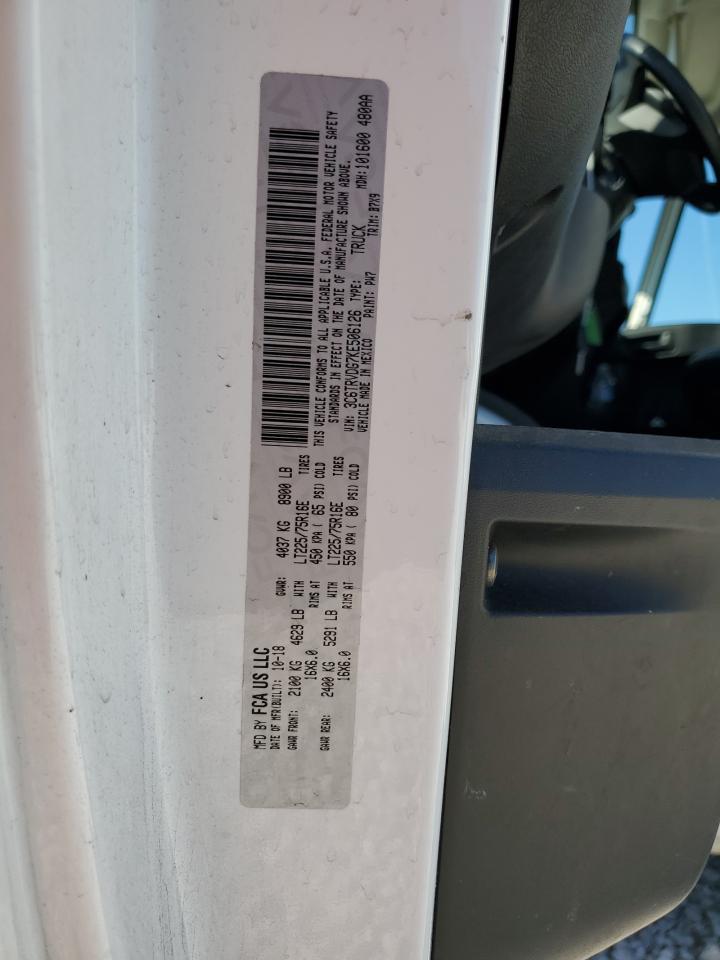 MFD BY FCA US LLC
DATE OF MFR(BUILT): 10-18
GVWR: 4037 KG 8900 LB
GAWR FRONT: 2100 KG 4629 LB WITH LT225/75R16E TIRES
16X6.0 RIMS AT 450 KPA ( 65 PSI) COLD
GAWR REAR: 2400 KG 5291 LB WITH LT225/75R16E TIRES
16X6.0 RIMS AT 550 KPA ( 80 PSI) COLD
THIS VEHICLE CONFORMS TO ALL APPLICABLE U.S.A. FEDERAL MOTOR VEHICLE SAFETY
STANDARDS IN EFFECT ON THE DATE OF MANUFACTURE SHOWN ABOVE.
VIN: 3C6TRVDG7KE506126 TYPE: TRUCK MDH: 101600 480AA
VEHICLE MADE IN MEXICO PAINT: PW7 TRIM: B7X9